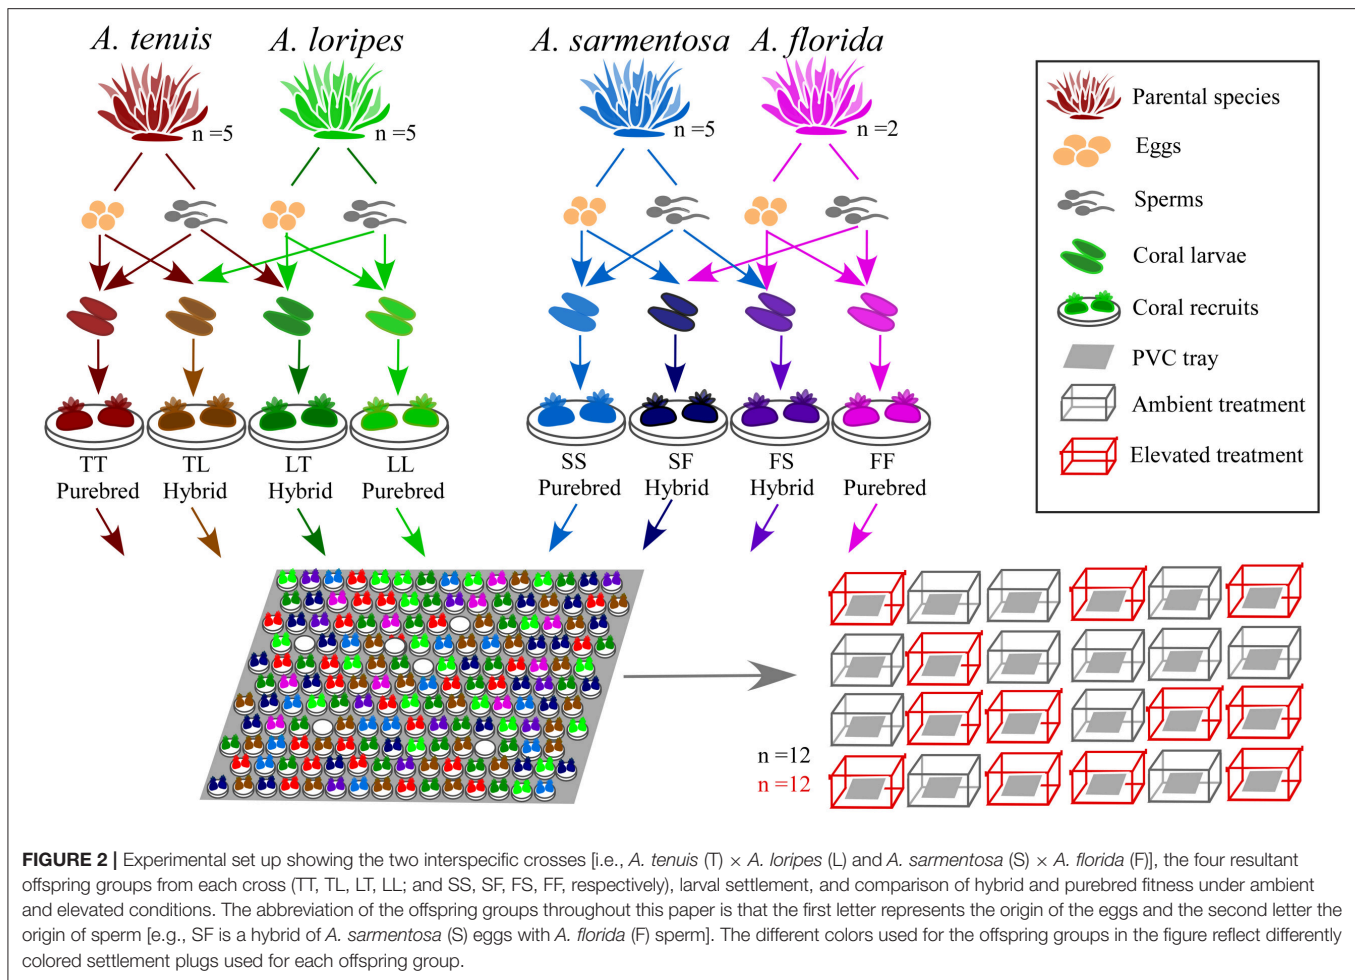 A. tenuis
A. loripes
A. sarmentosa
A. florida
n =5
n =5
n =5
n =2
Parental species
Eggs
Sperms
Coral larvae
Coral recruits
PVC tray
Ambient treatment
Elevated treatment
TT
Purebred
TL
Hybrid
LT
Hybrid
LL
Purebred
SS
Purebred
SF
Hybrid
FS
Hybrid
FF
Purebred
n =12
n =12
FIGURE 2 | Experimental set up showing the two interspecific crosses [i.e., A. tenuis (T) × A. loripes (L) and A. sarmentosa (S) × A. florida (F)], the four resultant
offspring groups from each cross (TT, TL, LT, LL; and SS, SF, FS, FF, respectively), larval settlement, and comparison of hybrid and purebred fitness under ambient
and elevated conditions. The abbreviation of the offspring groups throughout this paper is that the first letter represents the origin of the eggs and the second letter the
origin of sperm [e.g., SF is a hybrid of A. sarmentosa (S) eggs with A. florida (F) sperm]. The different colors used for the offspring groups in the figure reflect differently
colored settlement plugs used for each offspring group.